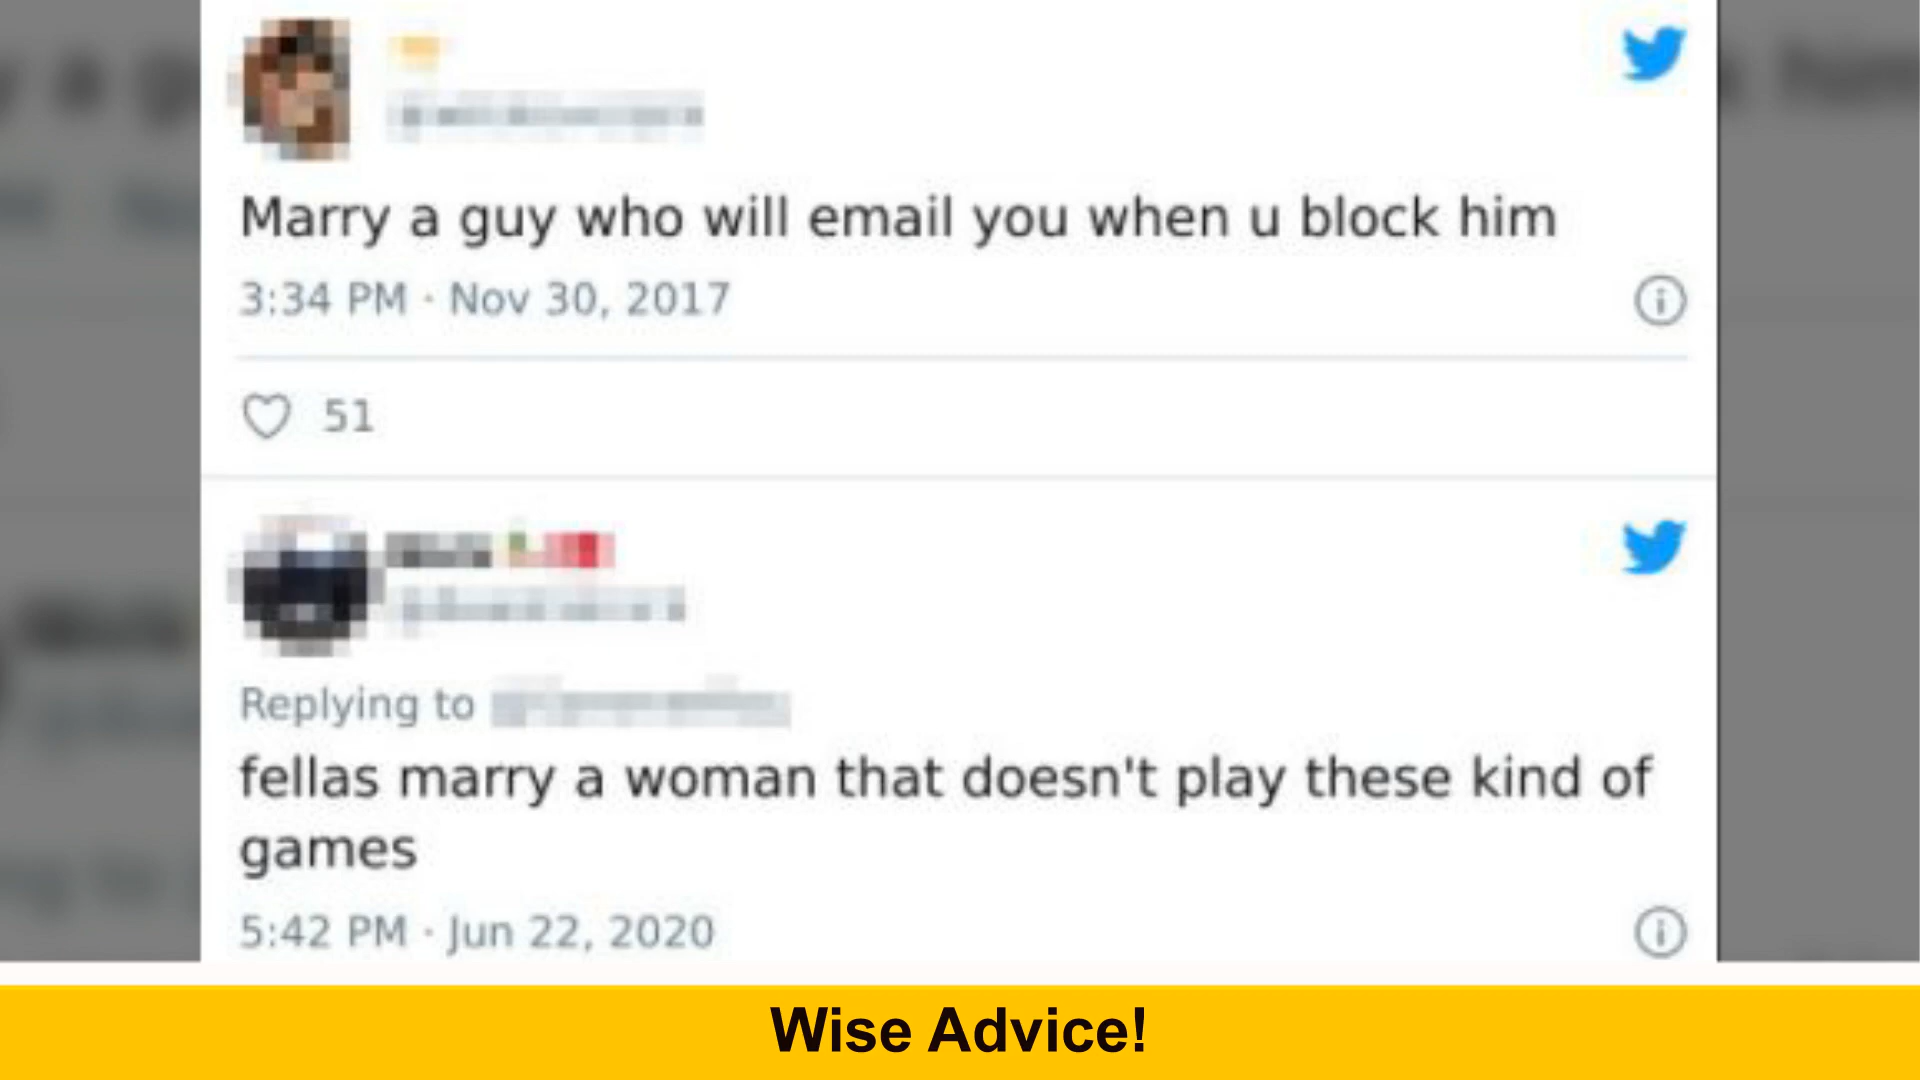 Marry a guy who will email you when u block him
3:34 PM · Nov 30, 2017
51
Replying to
fellas marry a woman that doesn't play these kind of
games
5:42 PM · Jun 22, 2020
Wise Advice!